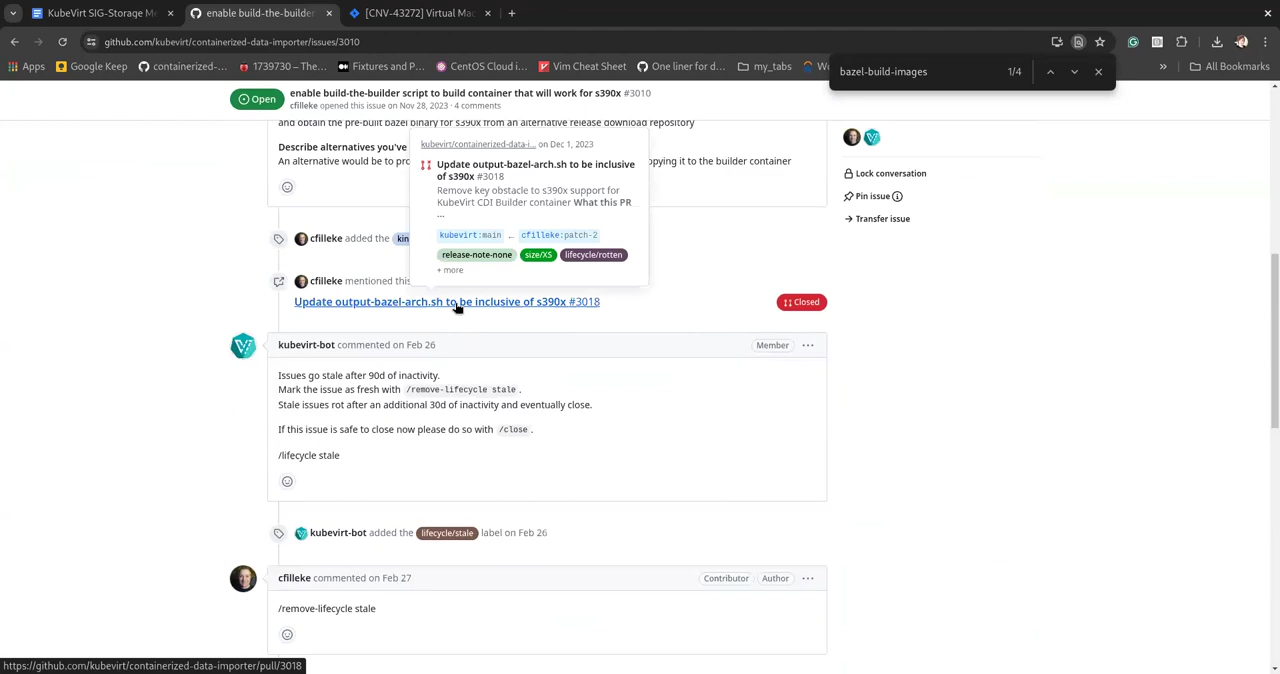 KubeVirt SIG-Storage Me
enable build-the-builder
[CNV-43272] Virtual Mac
github.com/kubevirt/containerized-data-importer/issues/3010
Apps
Google Keep
containerized-...
1739730 – The...
Fixtures and P...
CentOS Cloud i...
Vim Cheat Sheet
One liner for d...
my_tabs
All Bookmarks
bazel-build-images
1/4
Open
enable build-the-builder script to build container that will work for s390x #3010
cfilleke opened this issue on Nov 28, 2023 · 4 comments
and obtain the pre-built bazel binary for s390x from an alternative release download repository
Describe alternatives you've
An alternative would be to pro
opying it to the builder container
kubevirt/containerized-data-i... on Dec 1, 2023
Update output-bazel-arch.sh to be inclusive
of s390x #3018
Remove key obstacle to s390x support for
KubeVirt CDI Builder container What this PR
...
kubevirt:main ← cfilleke:patch-2
release-note-none size/XS lifecycle/rotten
+ more
Lock conversation
Pin issue
Transfer issue
cfilleke added the kin
cfilleke mentioned this
Update output-bazel-arch.sh to be inclusive of s390x #3018
Closed
kubevirt-bot commented on Feb 26
Member
Issues go stale after 90d of inactivity.
Mark the issue as fresh with /remove-lifecycle stale .
Stale issues rot after an additional 30d of inactivity and eventually close.
If this issue is safe to close now please do so with /close .
/lifecycle stale
kubevirt-bot added the lifecycle/stale label on Feb 26
cfilleke commented on Feb 27
Contributor
Author
/remove-lifecycle stale
https://github.com/kubevirt/containerized-data-importer/pull/3018